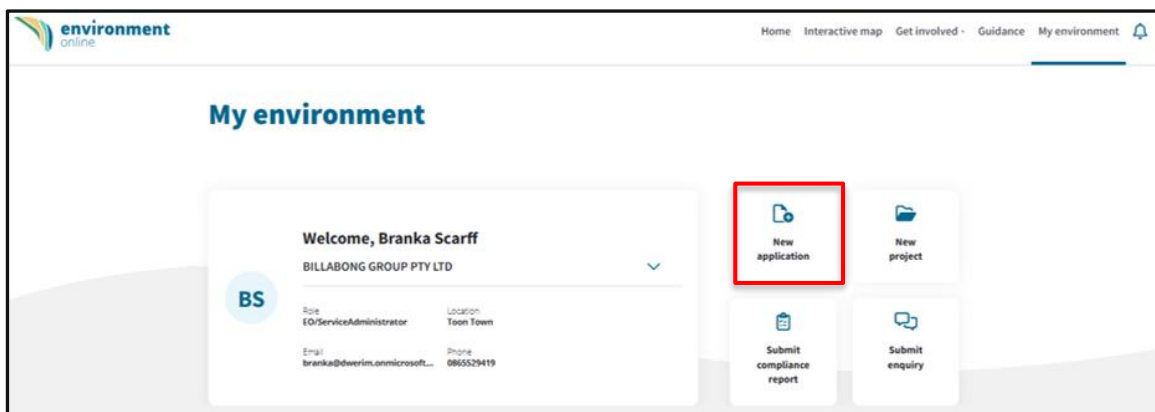 environment
online
Home Interactive map Get involved Guidance My environment
My environment
Welcome, Branka Scarff
BILLABONG GROUP PTY LTD
BS
Role
EO/ServiceAdministrator
Location
Toon Town
Email
branka@dwerim.onmicrosoft...
Phone
0865529419
New
application
New
project
Submit
compliance
report
Submit
enquiry